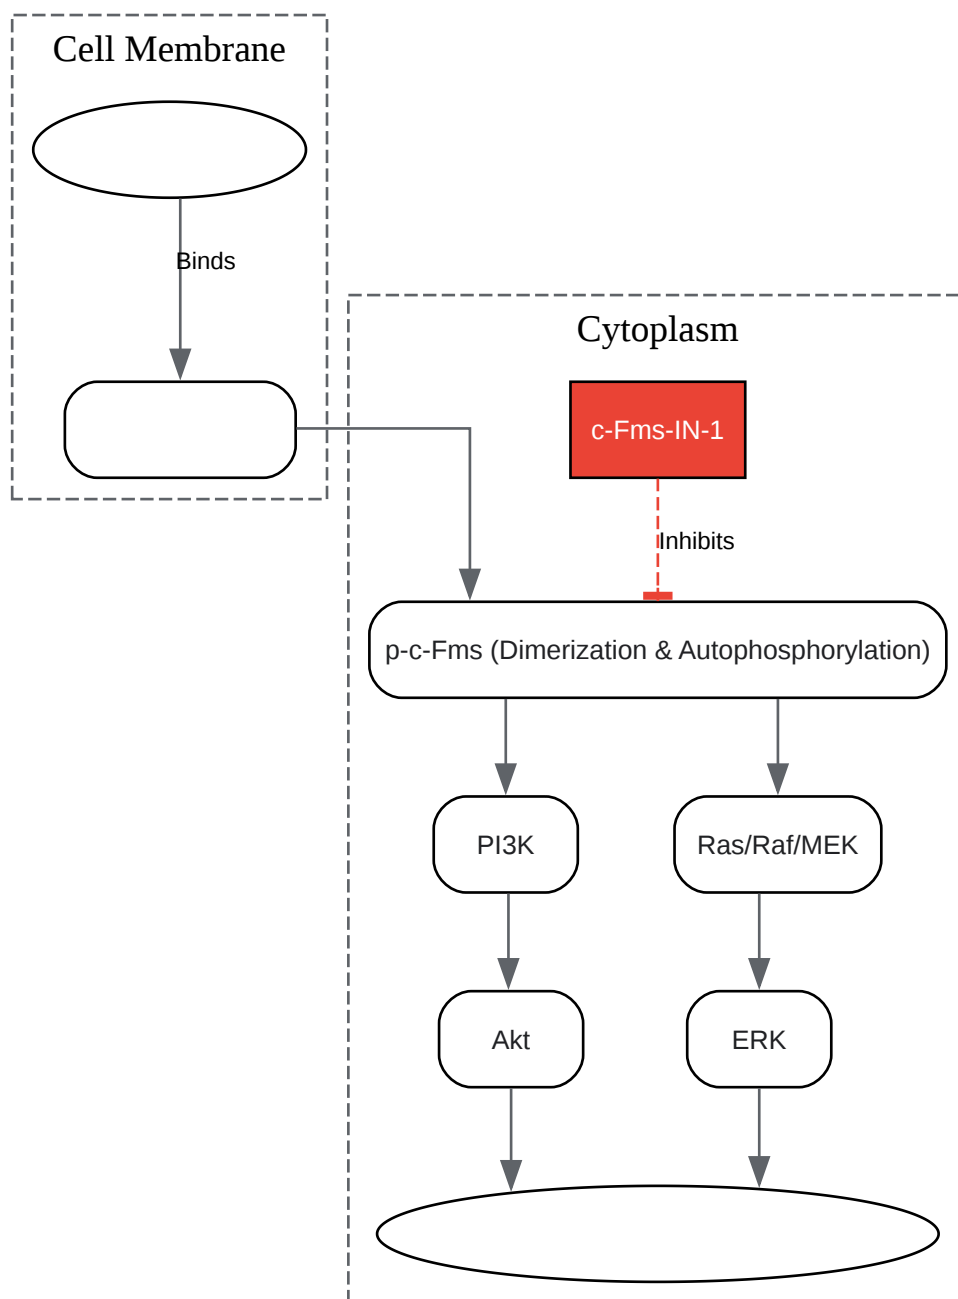 Cell Membrane
Binds
Cytoplasm
c-Fms-IN-1
Inhibits
p-c-Fms (Dimerization & Autophosphorylation)
PI3K
Ras/Raf/MEK
Akt
ERK